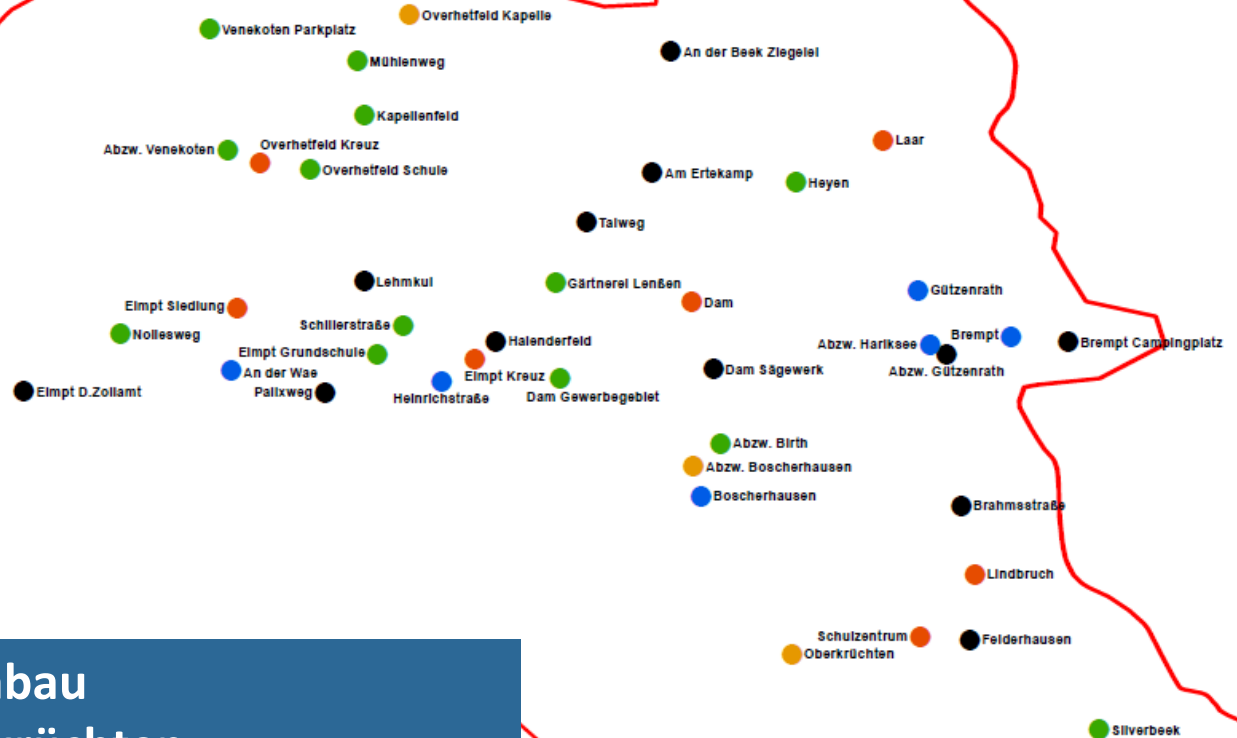 Overhetfeld Kapelle
Venekoten Parkplatz
An der Beek Ziegelei
Mühlenweg
Kapellenfeld
Laar
Overhetfeld Kreuz
Abzw. Venekoten
Overhetfeld Schule
Am Ertekamp
Heyen
Talweg
Lehmkul
Gärtnerei Lenßen
Gützenrath
Dam
Elmpt Siedlung
Schillerstraße
Nollesweg
Brempt
Halenderfeld
Abzw. Hariksee
Brempt Campingplatz
Elmpt Grundschule
An der Wae
Elmpt Kreuz
Dam Sägewerk
Abzw. Gützenrath
Elmpt D.Zollamt
Palixweg
Heinrichstraße
Dam Gewerbegebiet
Abzw. Birth
Abzw. Boscherhausen
Boscherhausen
Brahmsstraße
Lindbruch
Schulzentrum
Felderhausen
Oberkrüchten
bau
Silverbeek